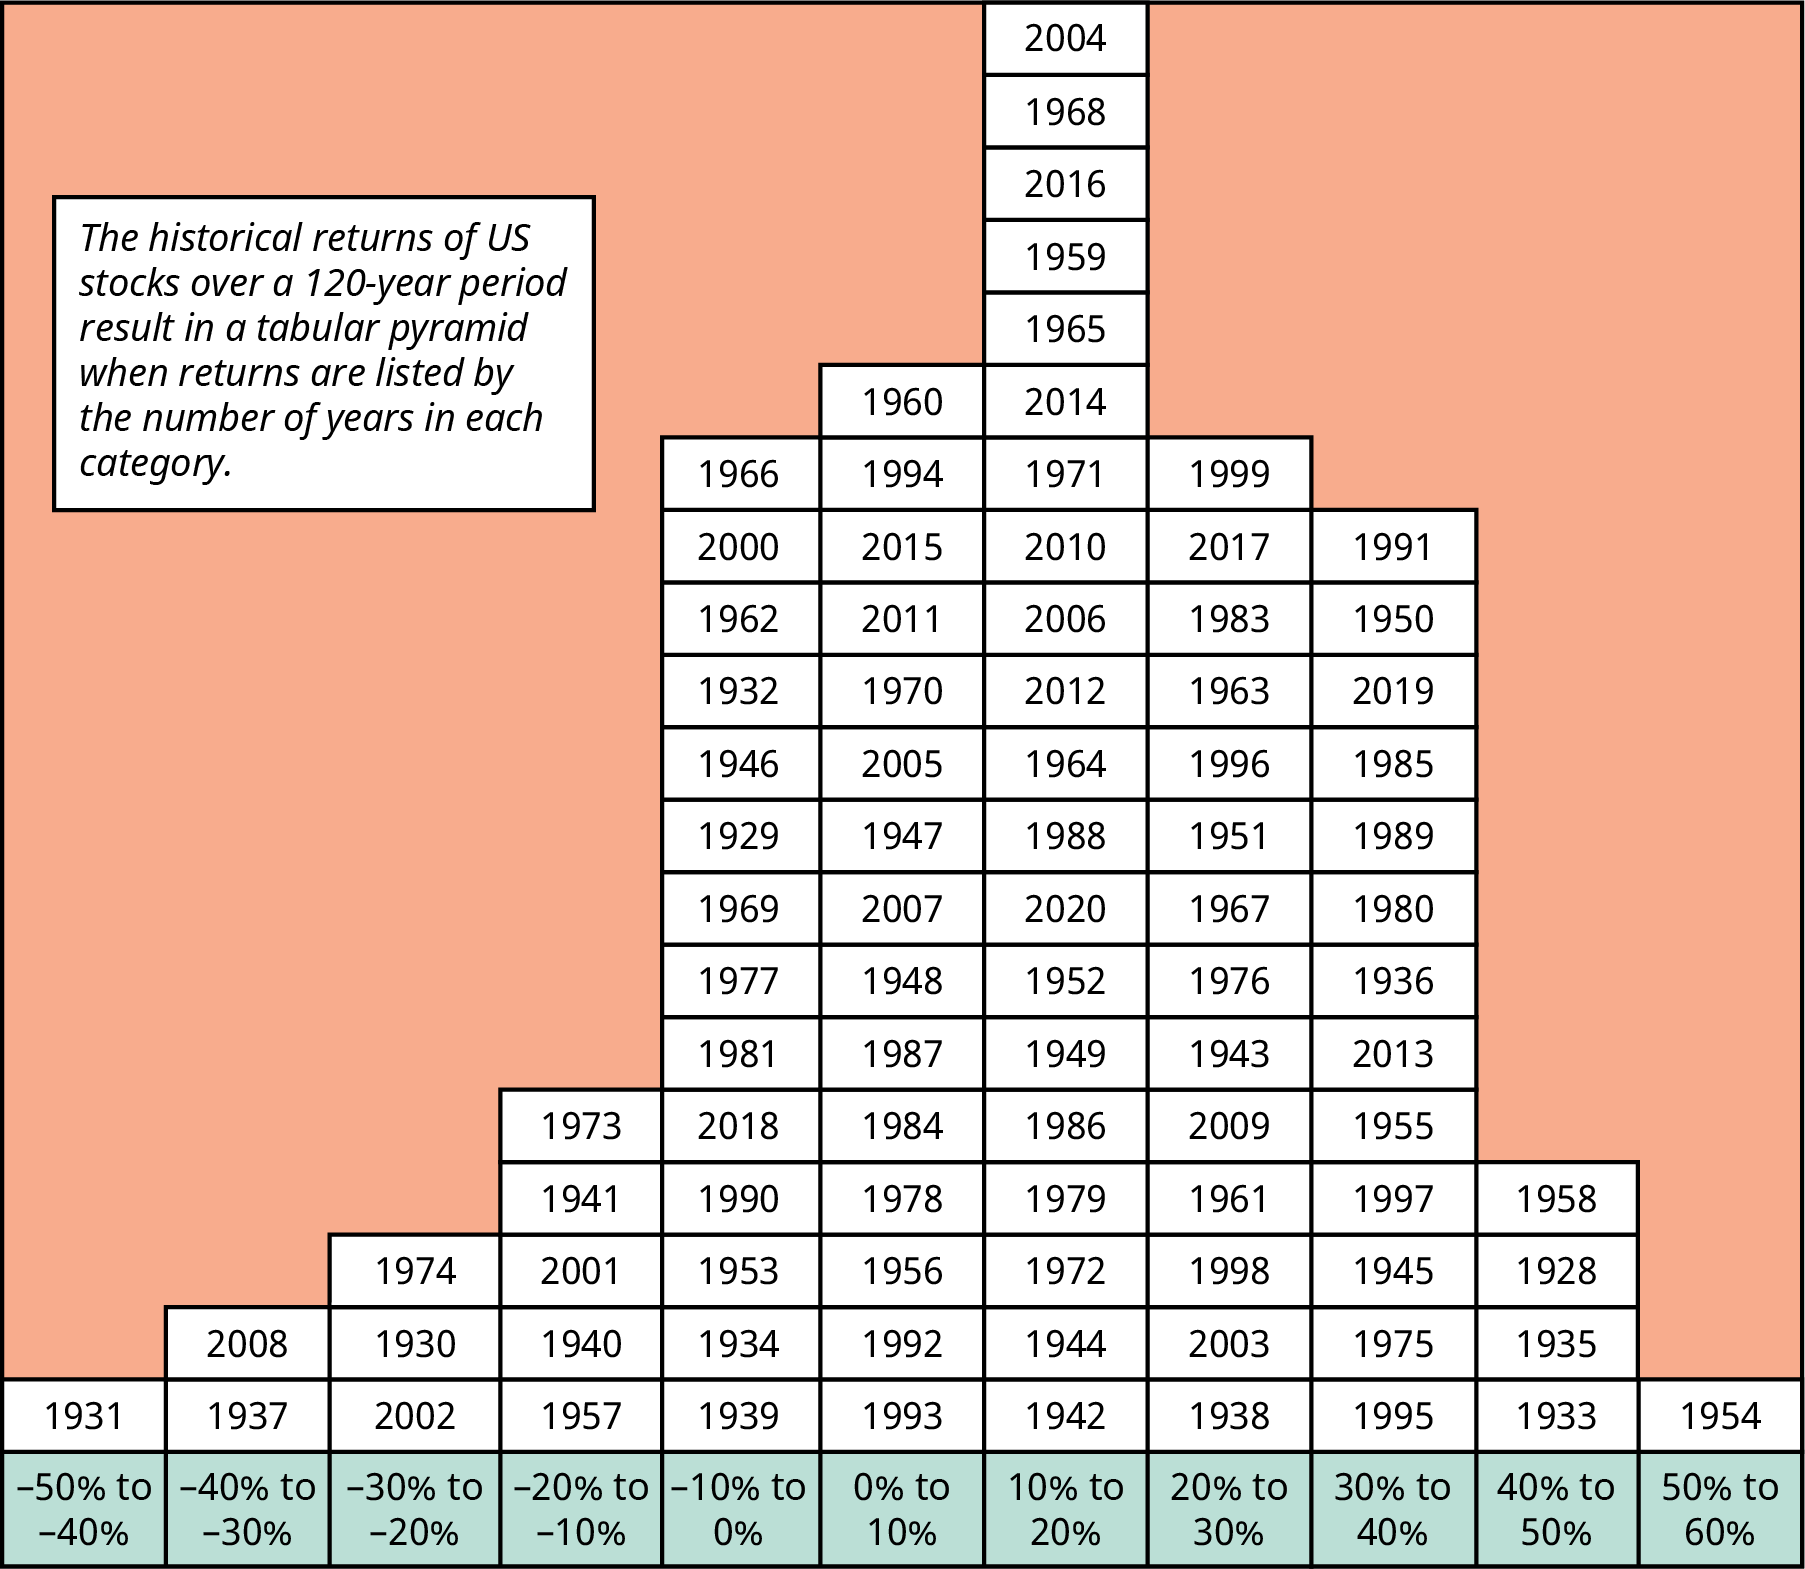 2004
1968
2016
The historical returns of US
stocks over a 120-year period
result in a tabular pyramid
when returns are listed by
the number of years in each
category.
1959
1965
1960 2014
1966 1994 1971 1999
2000 2015 2010 2017 1991
1962 2011 2006 1983 1950
1932 1970 2012 1963 2019
1946 2005 1964 1996 1985
1929 1947 1988 1951 1989
1969 2007 2020 1967 1980
1977 1948 1952 1976 1936
1981 1987 1949 1943 2013
1973 2018 1984 1986 2009 1955
1941 1990 1978 1979 1961 1997 1958
1974 2001 1953 1956 1972 1998 1945 1928
2008 1930 1940 1934 1992 1944 2003 1975 1935
1931 1937 2002 1957 1939 1993 1942 1938 1995 1933 1954
–50% to –40% to –30% to –20% to –10% to 0% to 10% to 20% to 30% to 40% to 50% to
–40% –30% –20% –10% 0% 10% 20% 30% 40% 50% 60%